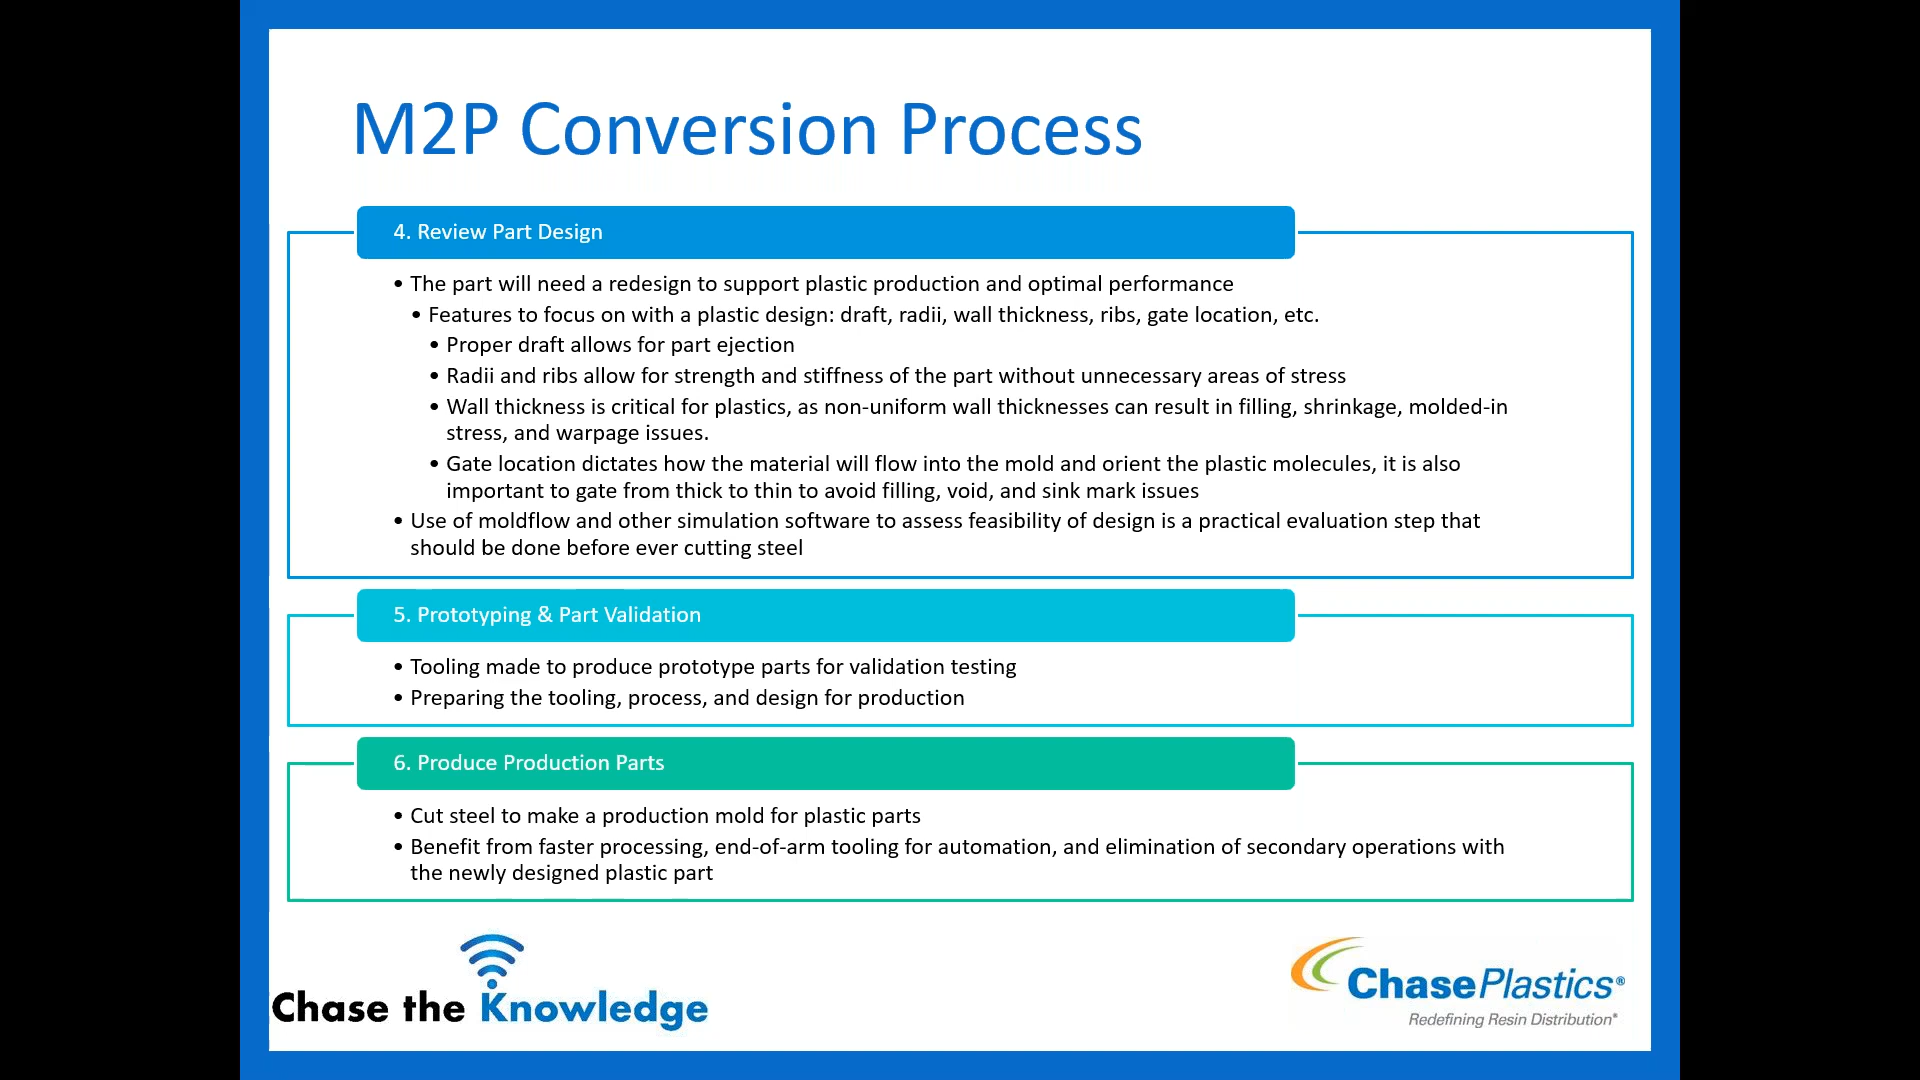 M2P Conversion Process
4. Review Part Design
• The part will need a redesign to support plastic production and optimal performance
• Features to focus on with a plastic design: draft, radii, wall thickness, ribs, gate location, etc.
• Proper draft allows for part ejection
• Radii and ribs allow for strength and stiffness of the part without unnecessary areas of stress
• Wall thickness is critical for plastics, as non-uniform wall thicknesses can result in filling, shrinkage, molded-in
stress, and warpage issues.
• Gate location dictates how the material will flow into the mold and orient the plastic molecules, it is also
important to gate from thick to thin to avoid filling, void, and sink mark issues
• Use of moldflow and other simulation software to assess feasibility of design is a practical evaluation step that
should be done before ever cutting steel
5. Prototyping & Part Validation
• Tooling made to produce prototype parts for validation testing
• Preparing the tooling, process, and design for production
6. Produce Production Parts
• Cut steel to make a production mold for plastic parts
• Benefit from faster processing, end-of-arm tooling for automation, and elimination of secondary operations with
the newly designed plastic part
Chase the Knowledge
ChasePlastics®
Redefining Resin Distribution®